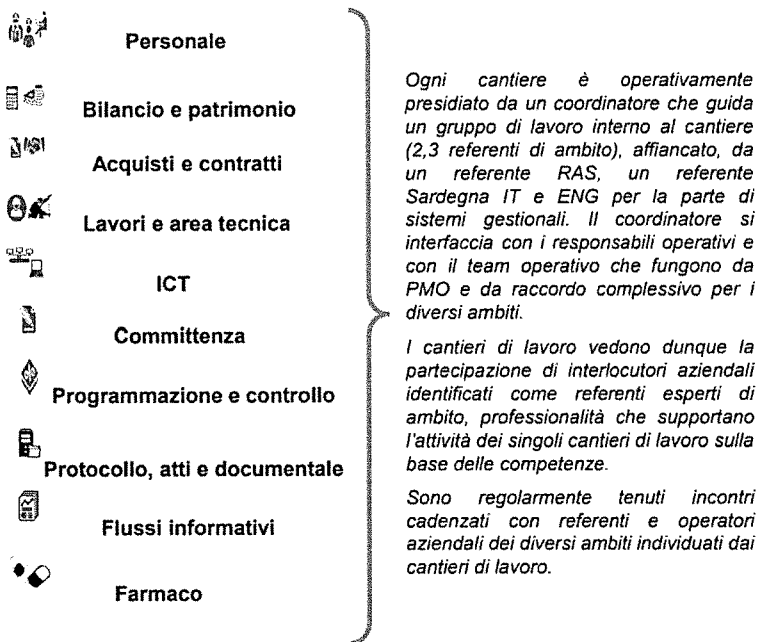 Personale
Bilancio e patrimonio
Acquisti e contratti
Lavori e area tecnica
ICT
Committenza
Programmazione e controllo
Protocollo, atti e documentale
Flussi informativi
Farmaco
Ogni cantiere è operativamente
presidiato da un coordinatore che guida
un gruppo di lavoro interno al cantiere
(2,3 referenti di ambito), affiancato, da
un referente RAS, un referente
Sardegna IT e ENG per la parte di
sistemi gestionali. Il coordinatore si
interfaccia con i responsabili operativi e
con il team operativo che fungono da
PMO e da raccordo complessivo per i
diversi ambiti.
I cantieri di lavoro vedono dunque la
partecipazione di interlocutori aziendali
identificati come referenti esperti di
ambito, professionalità che supportano
l'attività dei singoli cantieri di lavoro sulla
base delle competenze.
Sono regolarmente tenuti incontri
cadenzati con referenti e operatori
aziendali dei diversi ambiti individuati dai
cantieri di lavoro.